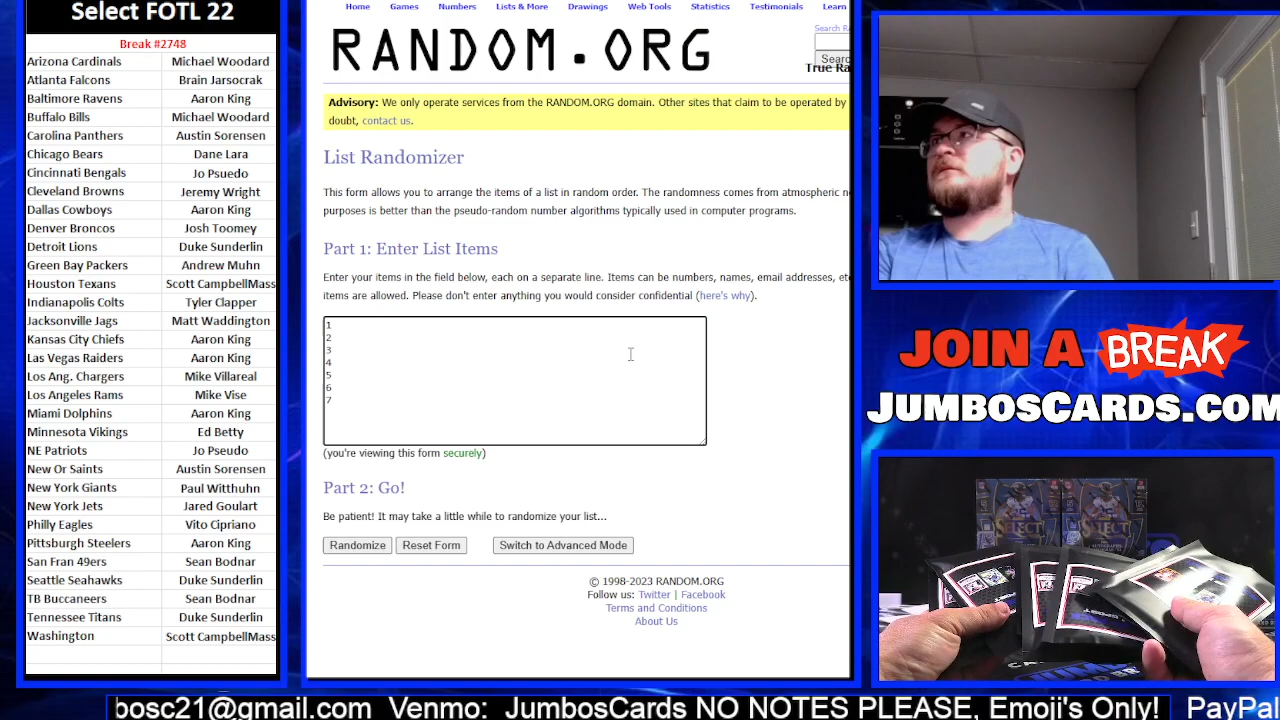 Select FOTL 22
Break #2748
Arizona Cardinals Michael Woodard
Atlanta Falcons Brain Jarsocrak
Baltimore Ravens Aaron King
Buffalo Bills Michael Woodard
Carolina Panthers Austin Sorensen
Chicago Bears Dane Lara
Cincinnati Bengals Jo Psuedo
Cleveland Browns Jeremy Wright
Dallas Cowboys Aaron King
Denver Broncos Josh Toomey
Detroit Lions Duke Sunderlin
Green Bay Packers Andrew Muhn
Houston Texans Scott CampbellMass
Indianapolis Colts Tyler Clapper
Jacksonville Jags Matt Waddington
Kansas City Chiefs Aaron King
Las Vegas Raiders Aaron King
Los Ang. Chargers Mike Villareal
Los Angeles Rams Mike Vise
Miami Dolphins Aaron King
Minnesota Vikings Ed Betty
NE Patriots Jo Pseudo
New Or Saints Austin Sorensen
New York Giants Paul Witthuhn
New York Jets Jared Goulart
Philly Eagles Vito Cipriano
Pittsburgh Steelers Aaron King
San Fran 49ers Sean Bodnar
Seattle Seahawks Duke Sunderlin
TB Buccaneers Sean Bodnar
Tennessee Titans Duke Sunderlin
Washington Scott CampbellMass
Home Games Numbers Lists & More Drawings Web Tools Statistics Testimonials Learn
RANDOM.ORG
Search R
Searc
True Ra
Advisory: We only operate services from the RANDOM.ORG domain. Other sites that claim to be operated by
doubt, contact us.
List Randomizer
This form allows you to arrange the items of a list in random order. The randomness comes from atmospheric n
purposes is better than the pseudo-random number algorithms typically used in computer programs.
Part 1: Enter List Items
Enter your items in the field below, each on a separate line. Items can be numbers, names, email addresses, et
items are allowed. Please don't enter anything you would consider confidential (here's why).
1
2
3
4
5
6
7
(you're viewing this form securely)
Part 2: Go!
Be patient! It may take a little while to randomize your list...
Randomize Reset Form Switch to Advanced Mode
© 1998-2023 RANDOM.ORG
Follow us: Twitter | Facebook
Terms and Conditions
About Us
JOIN A BREAK
JUMBOSCARDS.COM
SELECT SELECT
bosc21@gmail.com Venmo: JumbosCards NO NOTES PLEASE, Emoji's Only! PayPal